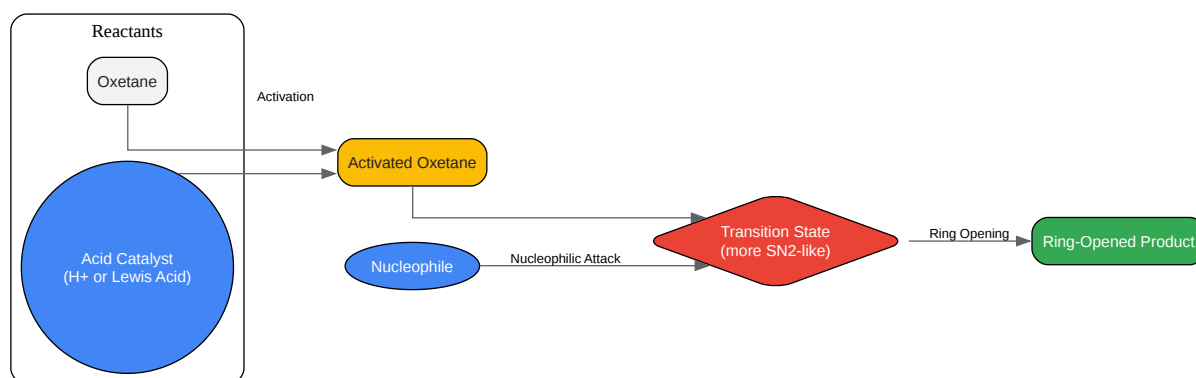 Reactants
Oxetane
Activation
Activated Oxetane
Acid Catalyst
(H+ or Lewis Acid)
Nucleophile
Nucleophilic Attack
Transition State
(more SN2-like)
Ring Opening
Ring-Opened Product